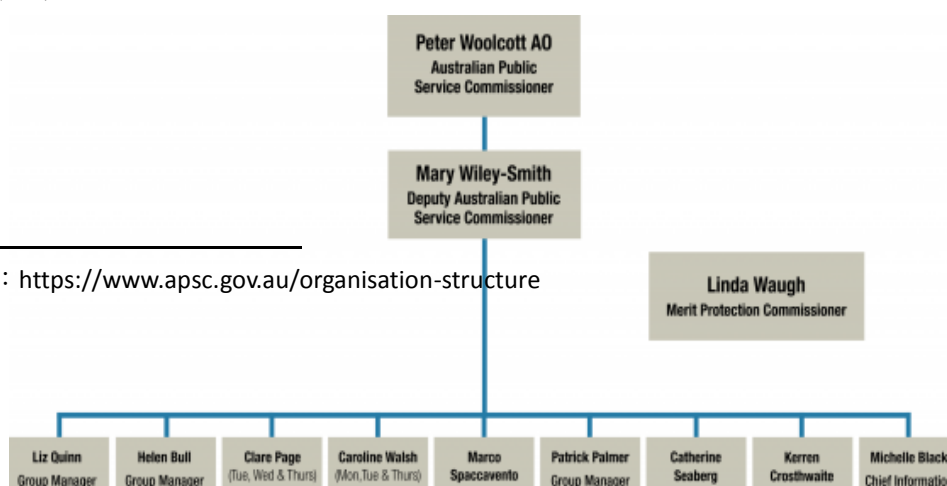 Peter Woolcott AO
Australian Public
Service Commissioner
Mary Wiley-Smith
Deputy Australian Public
Service Commissioner
: https://www.apsc.gov.au/organisation-structure
Linda Waugh
Merit Protection Commissioner
Liz Quinn
Group Manager
Helen Bull
Group Manager
Clare Page
(Tue, Wed & Thurs)
Caroline Walsh
(Mon,Tue & Thurs)
Marco
Spaccavento
Patrick Palmer
Group Manager
Catherine
Seaberg
Kerren
Crosthwaite
Michelle Black
Chief Informatio